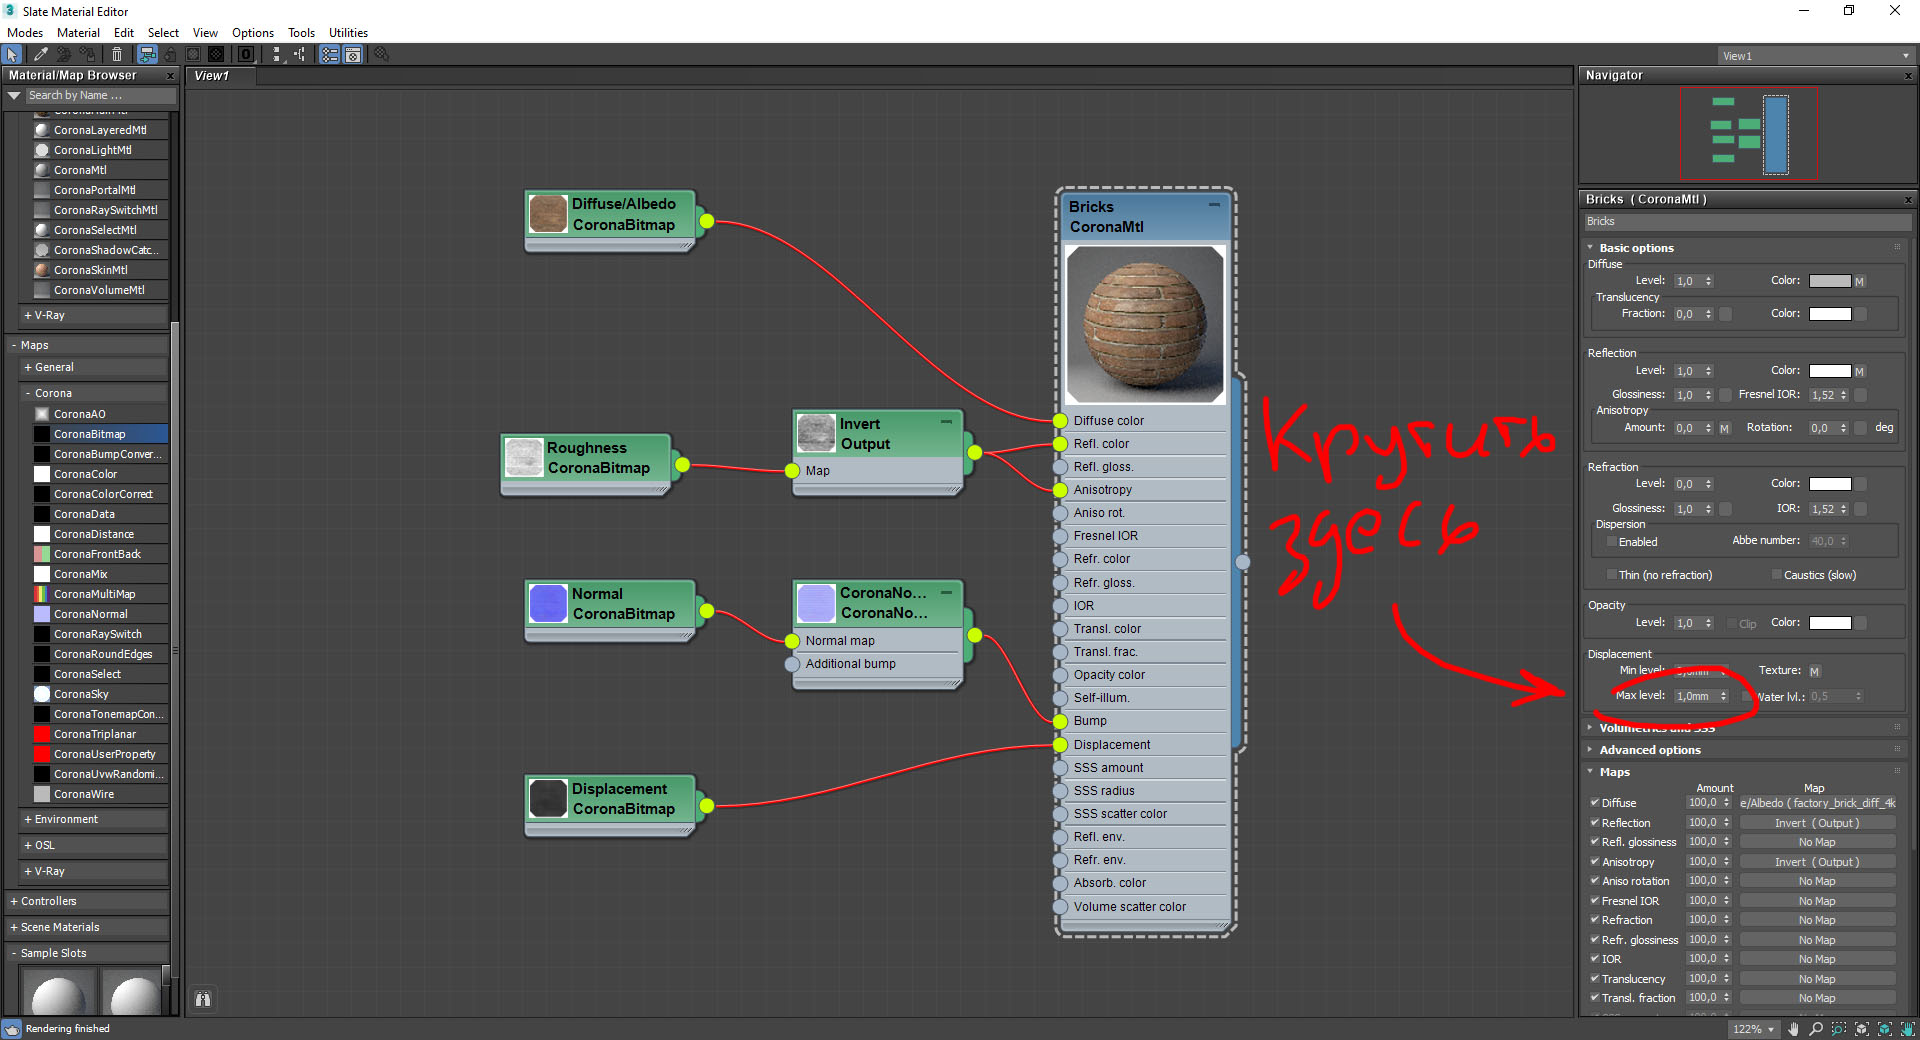 Slate Material Editor
Modes Material Edit Select View Options Tools Utilities
View1
Material/Map Browser
Search by Name ...
CoronaLayeredMtl
CoronaLightMtl
CoronaMtl
CoronaPortalMtl
CoronaRaySwitchMtl
CoronaSelectMtl
CoronaShadowCatc...
CoronaSkinMtl
CoronaVolumeMtl
+ V-Ray
- Maps
+ General
- Corona
CoronaAO
CoronaBitmap
CoronaBumpConver...
CoronaColor
CoronaColorCorrect
CoronaData
CoronaDistance
CoronaFrontBack
CoronaMix
CoronaMultiMap
CoronaNormal
CoronaRaySwitch
CoronaRoundEdges
CoronaSelect
CoronaSky
CoronaTonemapCon...
CoronaTriplanar
CoronaUserProperty
CoronaUvwRandomi...
CoronaWire
+ Environment
+ OSL
+ V-Ray
+ Controllers
+ Scene Materials
- Sample Slots
Rendering finished
View1
Diffuse/Albedo
CoronaBitmap
Roughness
CoronaBitmap
Invert
Output
Map
Normal
CoronaBitmap
CoronaNo...
CoronaNo...
Normal map
Additional bump
Displacement
CoronaBitmap
Bricks
CoronaMtl
Diffuse color
Refl. color
Refl. gloss.
Anisotropy
Aniso rot.
Fresnel IOR
Refr. color
Refr. gloss.
IOR
Transl. color
Transl. frac.
Opacity color
Self-illum.
Bump
Displacement
SSS amount
SSS radius
SSS scatter color
Refl. env.
Refr. env.
Absorb. color
Volume scatter color
Крутить
здесь
Navigator
Bricks ( CoronaMtl )
Bricks
Basic options
Diffuse
Level: 1,0 Color: M
Translucency
Fraction: 0,0 Color:
Reflection
Level: 1,0 Color: M
Glossiness: 1,0 Fresnel IOR: 1,52
Anisotropy
Amount: 0,0 M Rotation: 0,0 deg
Refraction
Level: 0,0 Color:
Glossiness: 1,0 IOR: 1,52
Dispersion
Enabled Abbe number: 40,0
Thin (no refraction) Caustics (slow)
Opacity
Level: 1,0 Clip Color:
Displacement
Min level: Texture: M
Max level: 1,0mm Water lvl.: 0,5
Volumetrics and SSS
Advanced options
Maps
Amount Map
Diffuse 100,0 e/Albedo ( factory_brick_diff_4k
Reflection 100,0 Invert ( Output )
Refl. glossiness 100,0 No Map
Anisotropy 100,0 Invert ( Output )
Aniso rotation 100,0 No Map
Fresnel IOR 100,0 No Map
Refraction 100,0 No Map
Refr. glossiness 100,0 No Map
IOR 100,0 No Map
Translucency 100,0 No Map
Transl. fraction 100,0 No Map
122%